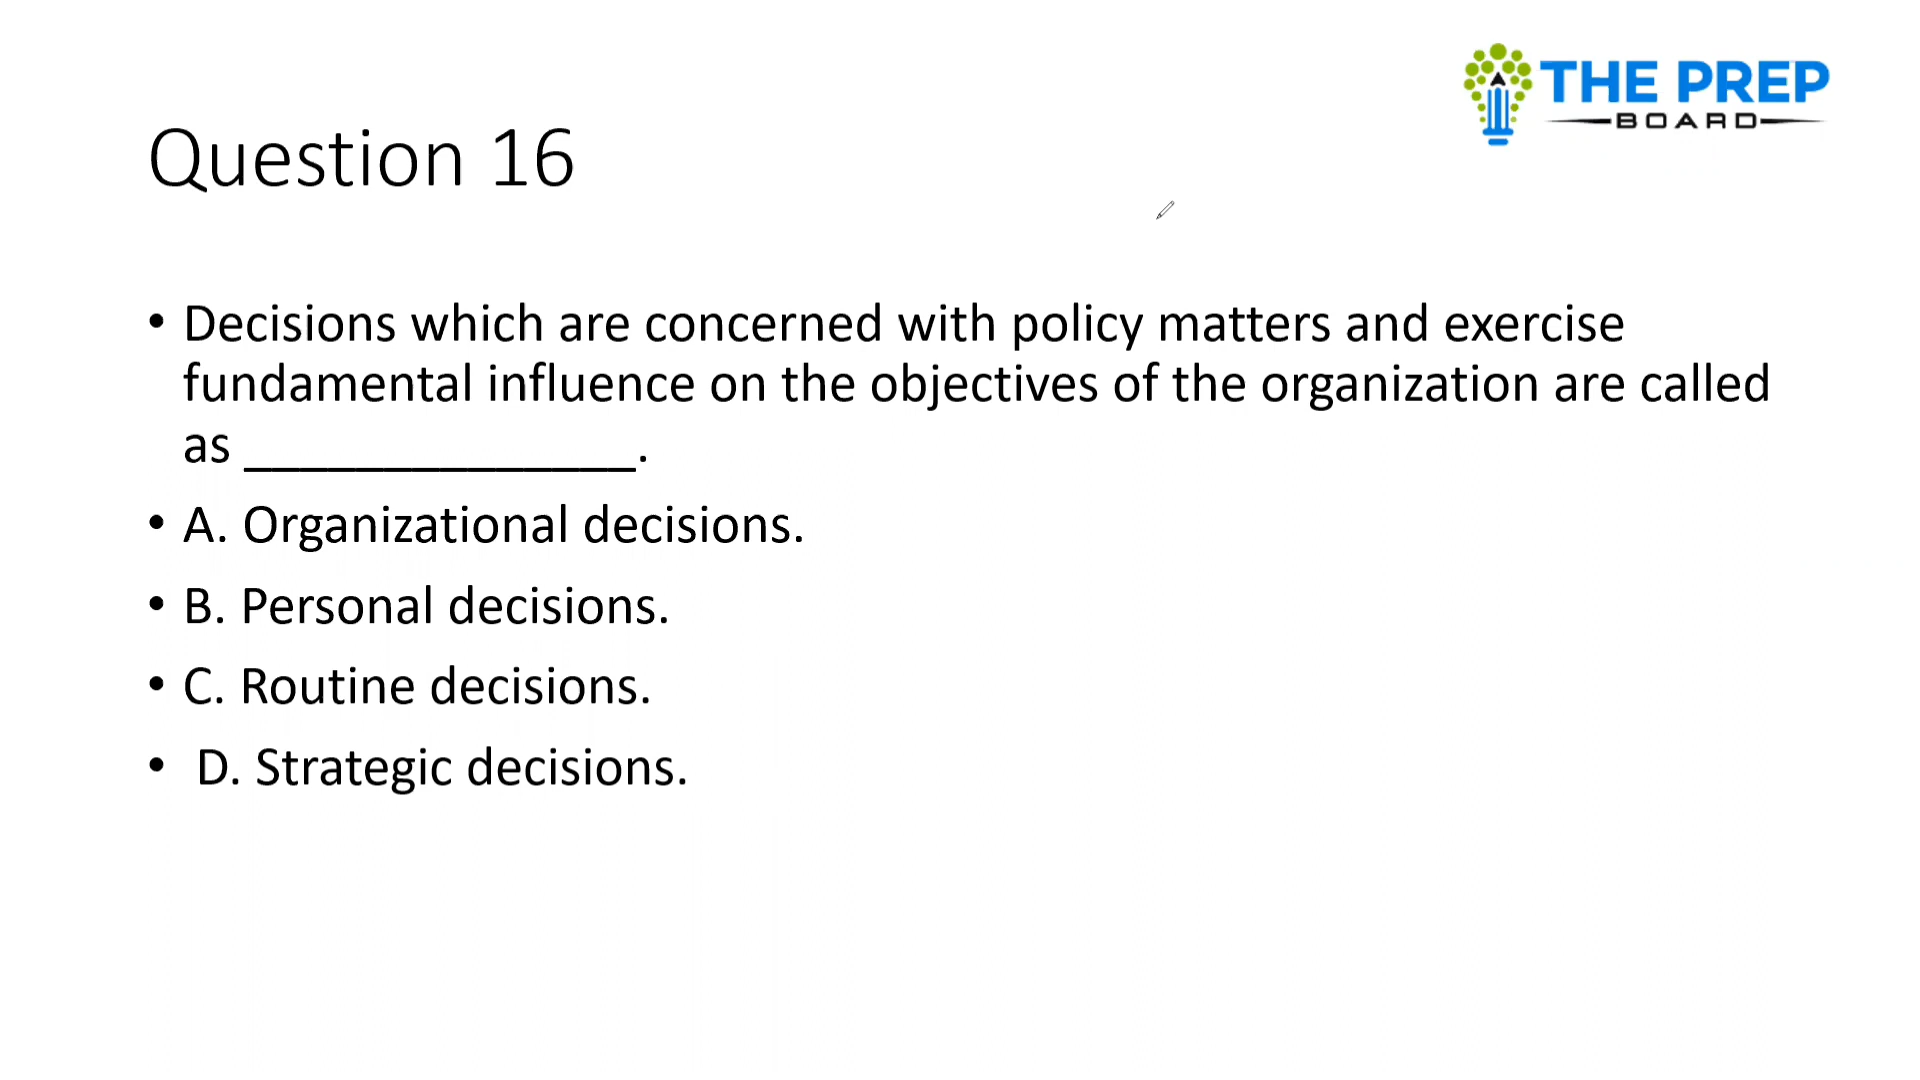 THE PREP
BOARD
Question 16
• Decisions which are concerned with policy matters and exercise
fundamental influence on the objectives of the organization are called
as ______________.
• A. Organizational decisions.
• B. Personal decisions.
• C. Routine decisions.
• D. Strategic decisions.